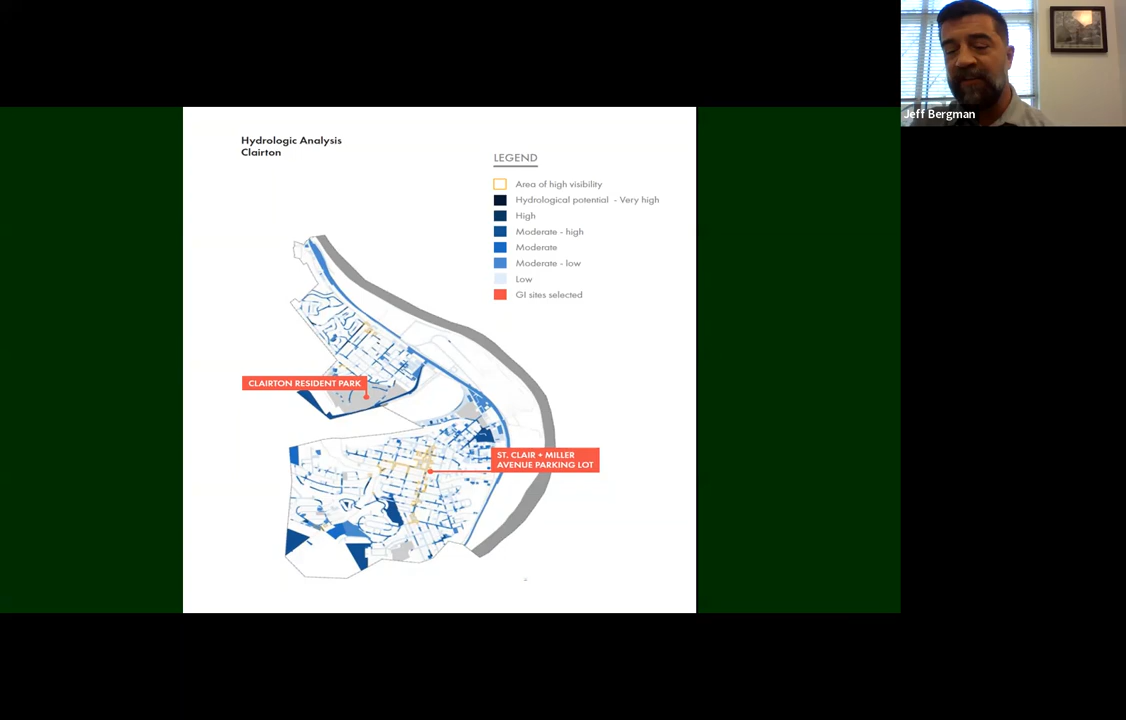 Jeff Bergman
Hydrologic Analysis
Clairton
LEGEND
Area of high visibility
Hydrological potential - Very high
High
Moderate - high
Moderate
Moderate - low
Low
GI sites selected
CLAIRTON RESIDENT PARK
ST. CLAIR + MILLER
AVENUE PARKING LOT